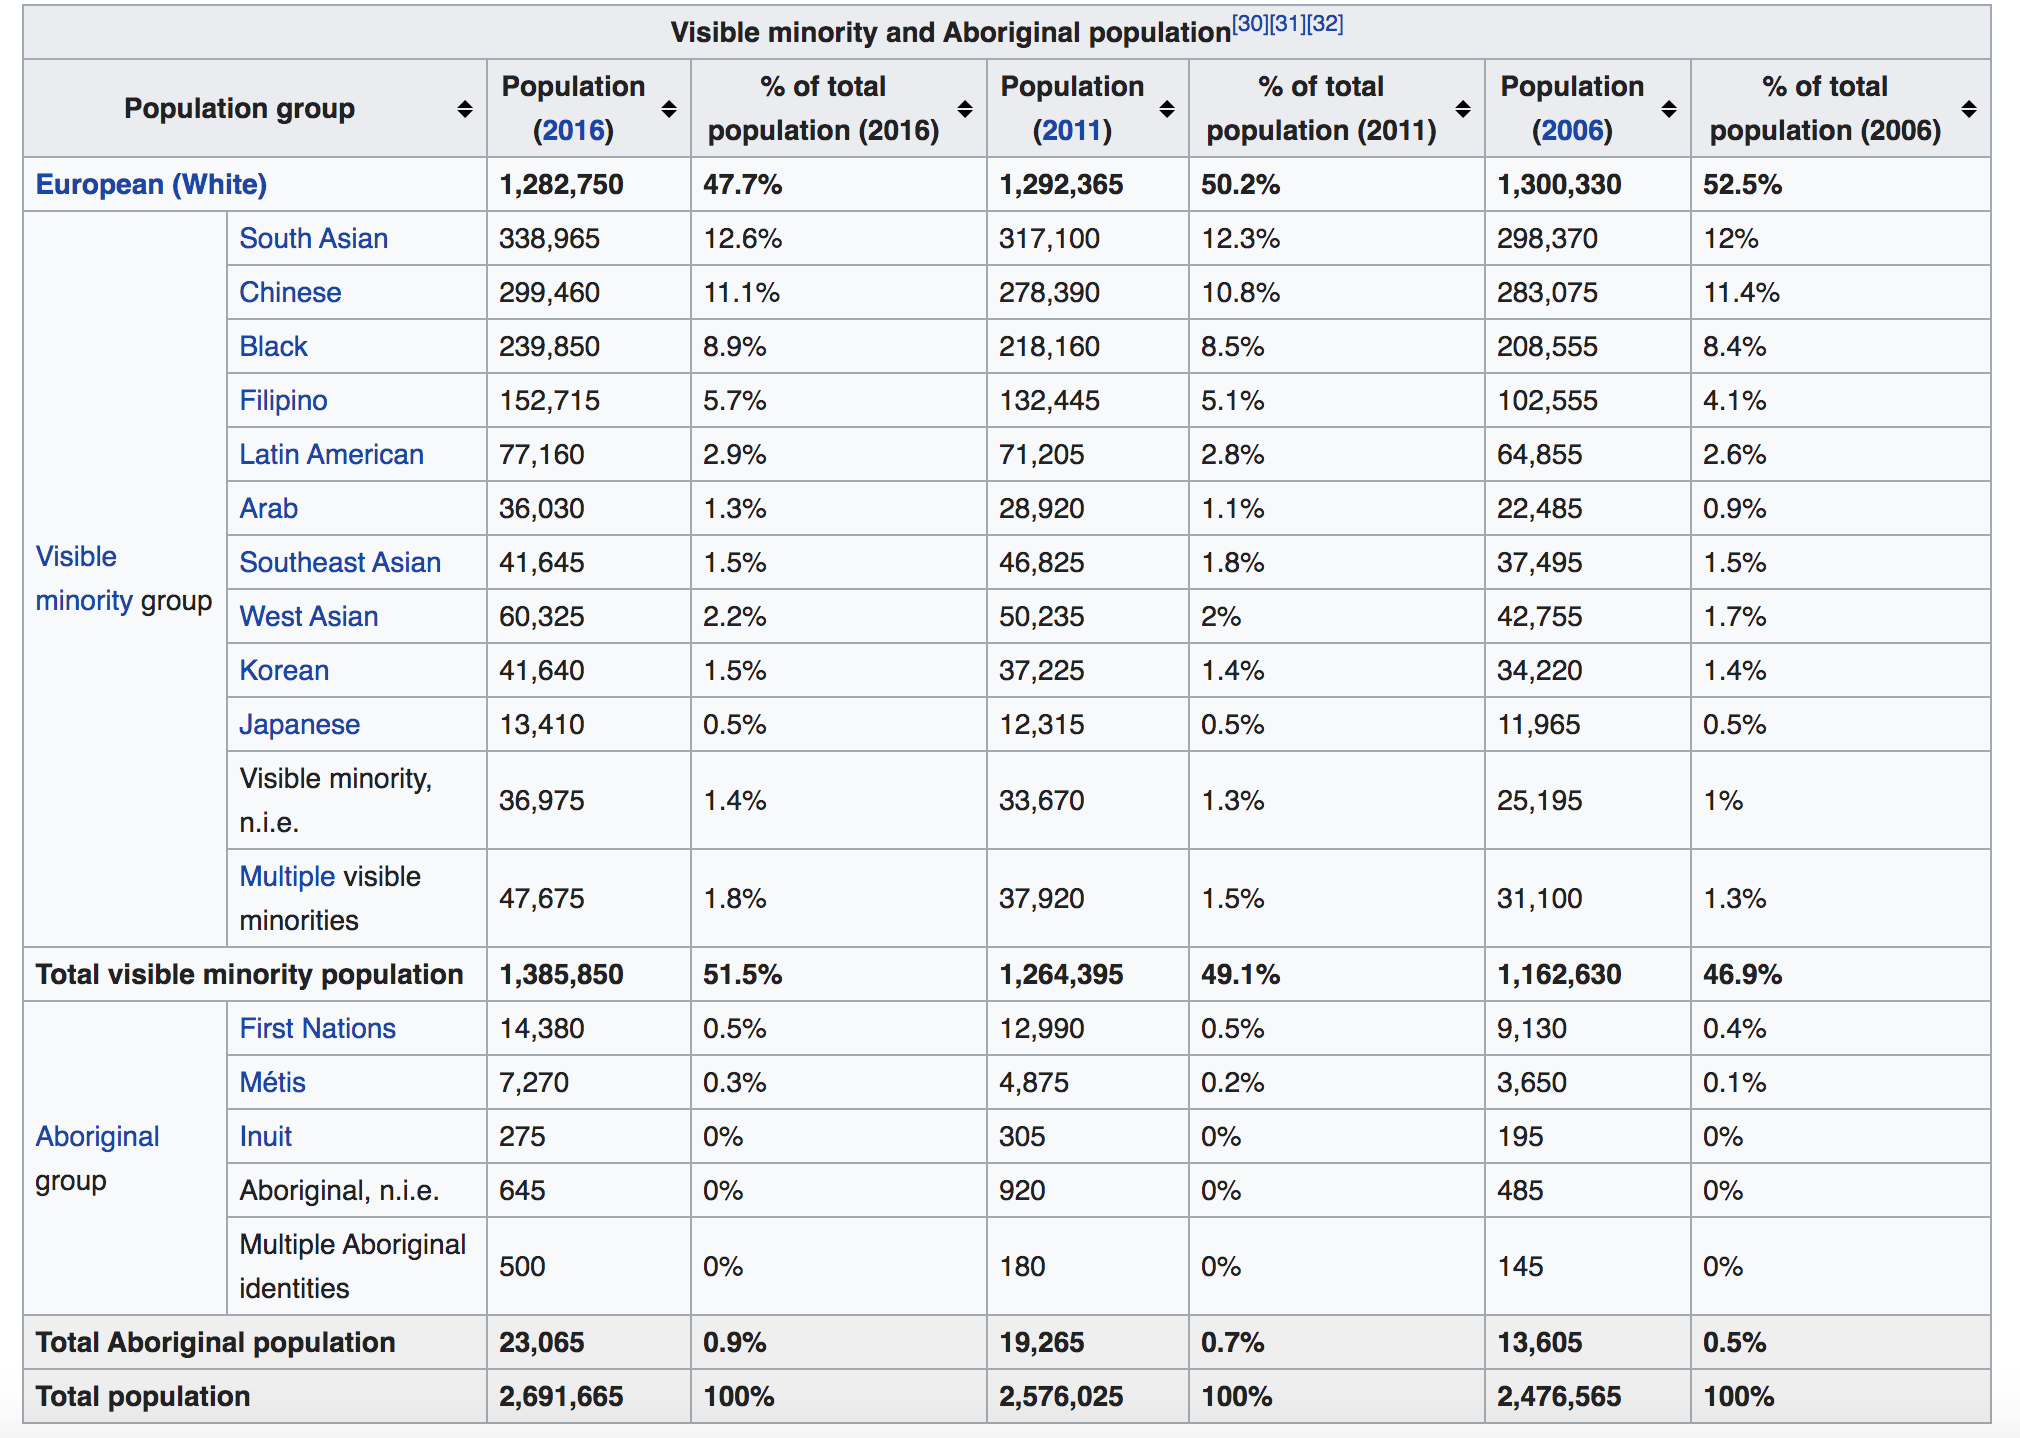 Visible minority and Aboriginal population[30][31][32]
Population group
Population (2016)
% of total population (2016)
Population (2011)
% of total population (2011)
Population (2006)
% of total population (2006)
European (White) 1,282,750 47.7% 1,292,365 50.2% 1,300,330 52.5%
Visible minority group
South Asian 338,965 12.6% 317,100 12.3% 298,370 12%
Chinese 299,460 11.1% 278,390 10.8% 283,075 11.4%
Black 239,850 8.9% 218,160 8.5% 208,555 8.4%
Filipino 152,715 5.7% 132,445 5.1% 102,555 4.1%
Latin American 77,160 2.9% 71,205 2.8% 64,855 2.6%
Arab 36,030 1.3% 28,920 1.1% 22,485 0.9%
Southeast Asian 41,645 1.5% 46,825 1.8% 37,495 1.5%
West Asian 60,325 2.2% 50,235 2% 42,755 1.7%
Korean 41,640 1.5% 37,225 1.4% 34,220 1.4%
Japanese 13,410 0.5% 12,315 0.5% 11,965 0.5%
Visible minority, n.i.e. 36,975 1.4% 33,670 1.3% 25,195 1%
Multiple visible minorities 47,675 1.8% 37,920 1.5% 31,100 1.3%
Total visible minority population 1,385,850 51.5% 1,264,395 49.1% 1,162,630 46.9%
Aboriginal group
First Nations 14,380 0.5% 12,990 0.5% 9,130 0.4%
Métis 7,270 0.3% 4,875 0.2% 3,650 0.1%
Inuit 275 0% 305 0% 195 0%
Aboriginal, n.i.e. 645 0% 920 0% 485 0%
Multiple Aboriginal identities 500 0% 180 0% 145 0%
Total Aboriginal population 23,065 0.9% 19,265 0.7% 13,605 0.5%
Total population 2,691,665 100% 2,576,025 100% 2,476,565 100%